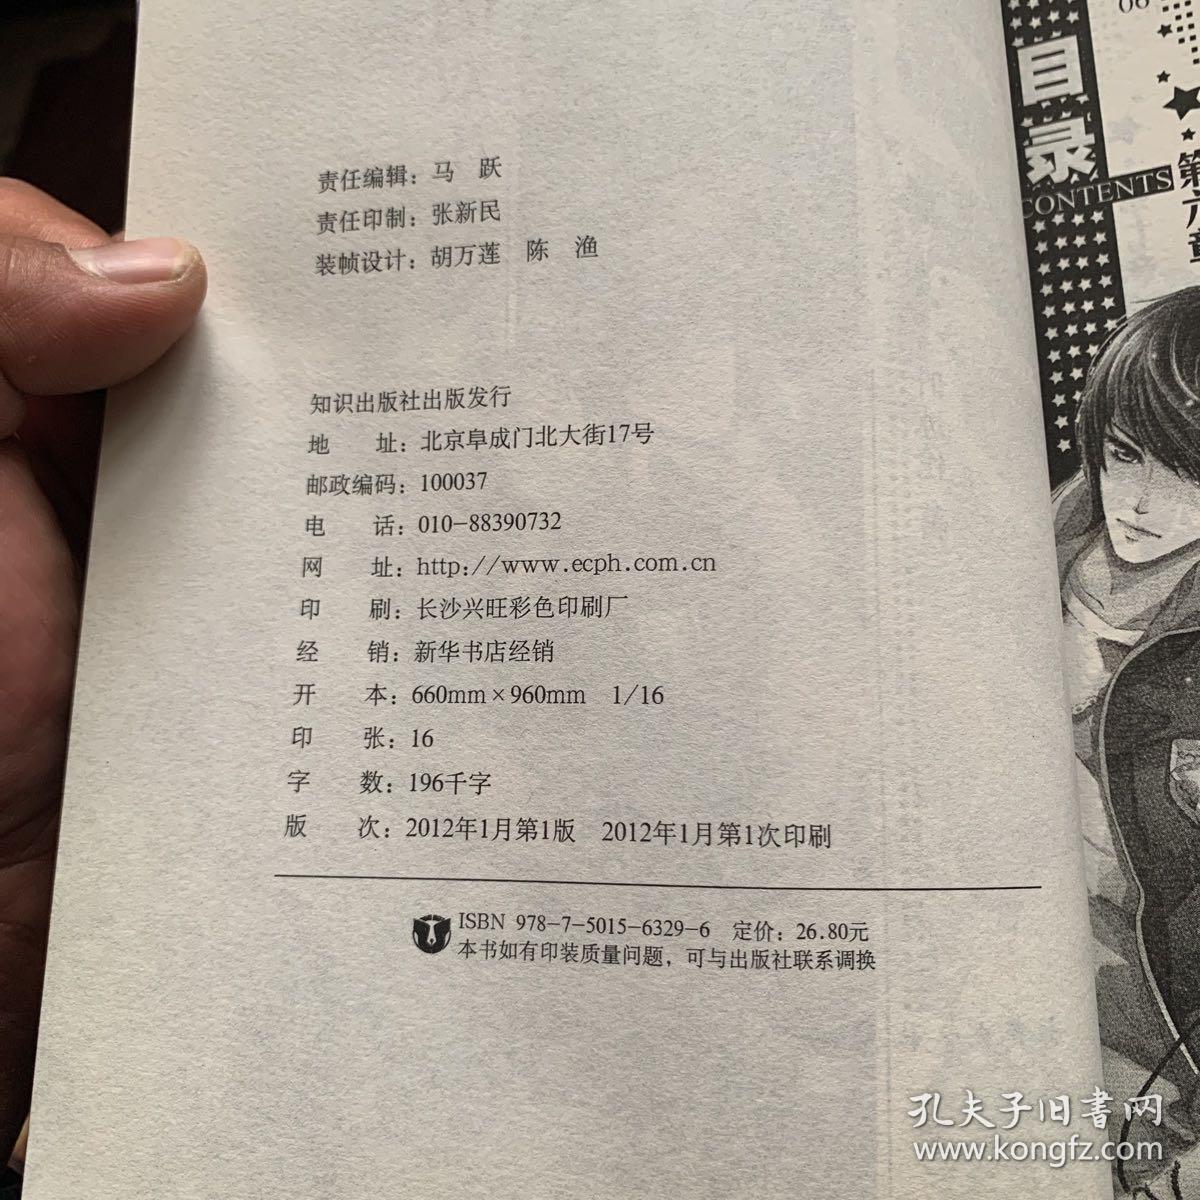 责任编辑：马　跃
责任印制：张新民
装帧设计：胡万莲　陈　渔
知识出版社出版发行
地　　址：北京阜成门北大街17号
邮政编码：100037
电　　话：010-88390732
网　　址：http://www.ecph.com.cn
印　　刷：长沙兴旺彩色印刷厂
经　　销：新华书店经销
开　　本：660mm×960mm　1/16
印　　张：16
字　　数：196千字
版　　次：2012年1月第1版　2012年1月第1次印刷
ISBN 978-7-5015-6329-6　定价：26.80元
本书如有印装质量问题，可与出版社联系调换
目录
CONTENTS
06
第六章
孔夫子旧书网
www.kongfz.com